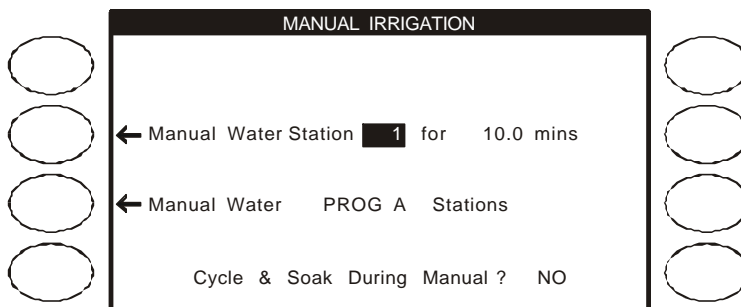 MANUAL IRRIGATION
← Manual Water Station 1 for 10.0 mins
← Manual Water PROG A Stations
Cycle & Soak During Manual ? NO